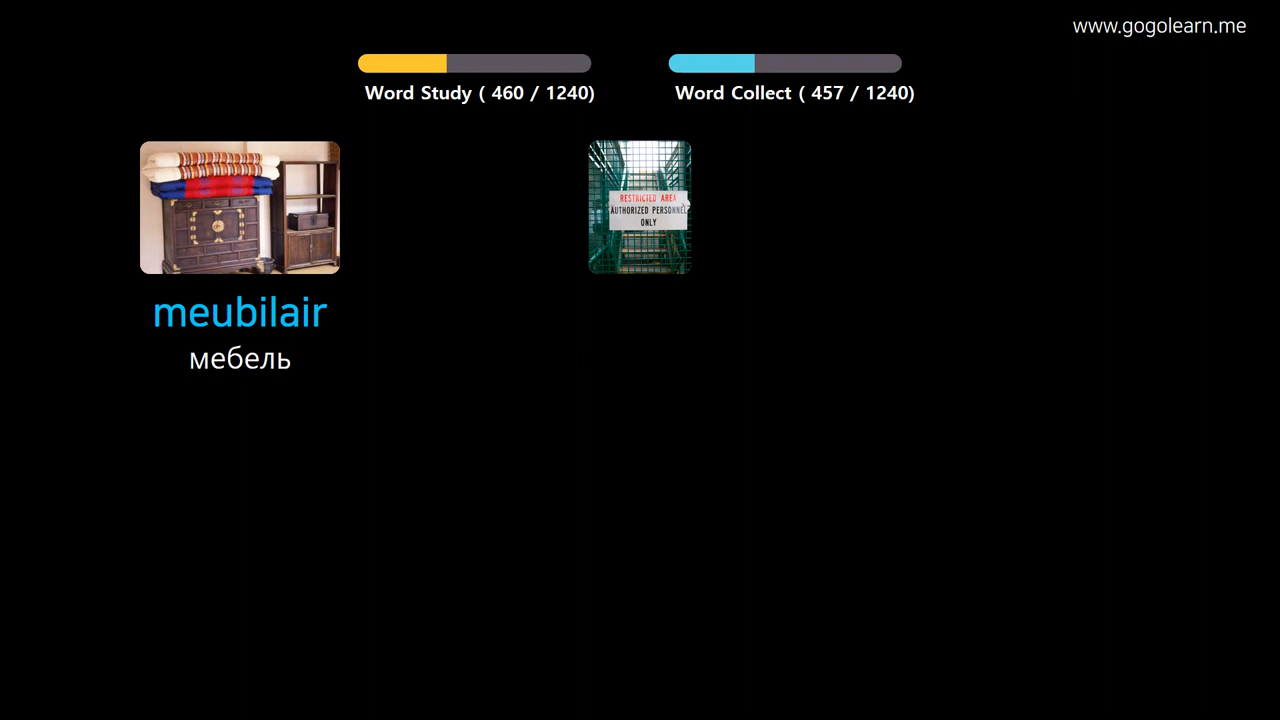 www.gogolearn.me
Word Study ( 460 / 1240)
Word Collect ( 457 / 1240)
RESTRICTED AREA
AUTHORIZED PERSONNEL
ONLY
meubilair
мебель